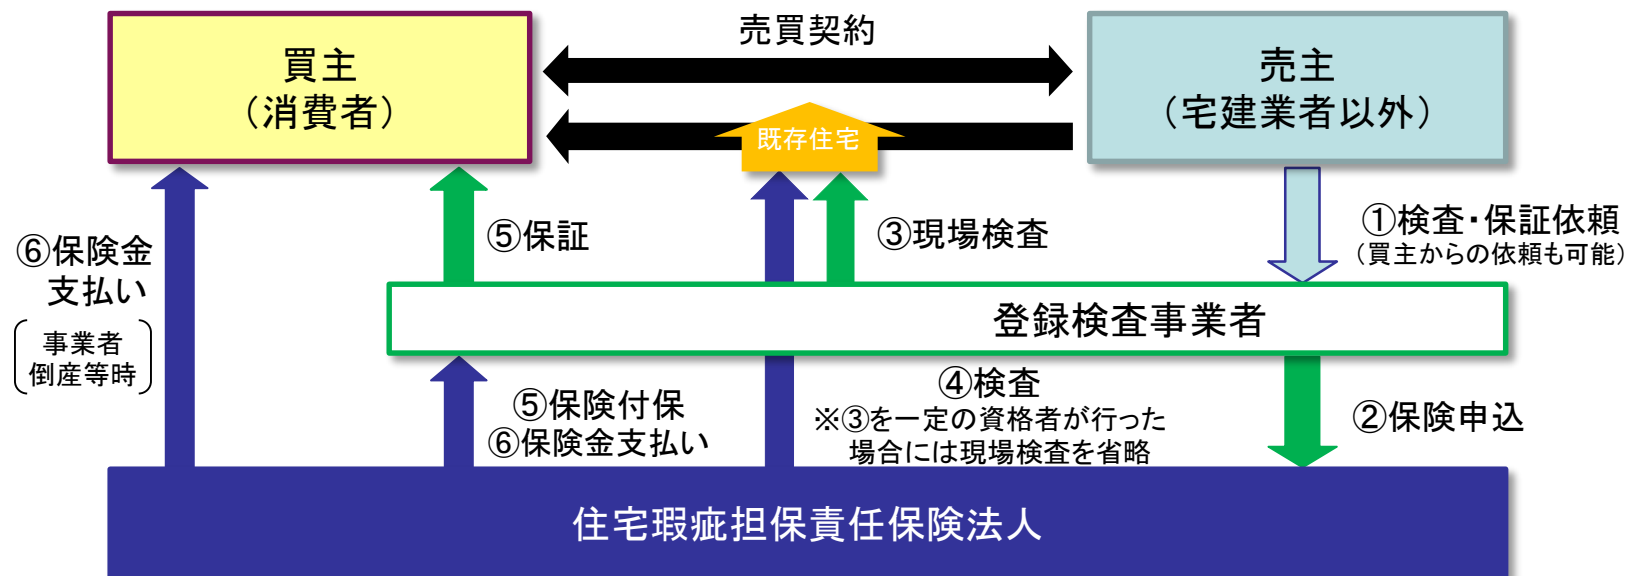 売買契約
買主
（消費者）
売主
（宅建業者以外）
既存住宅
⑥保険金
支払い
事業者
倒産等時
⑤保証
③現場検査
①検査・保証依頼
（買主からの依頼も可能）
登録検査事業者
⑤保険付保
⑥保険金支払い
④検査
※③を一定の資格者が行った
場合には現場検査を省略
②保険申込
住宅瑕疵担保責任保険法人